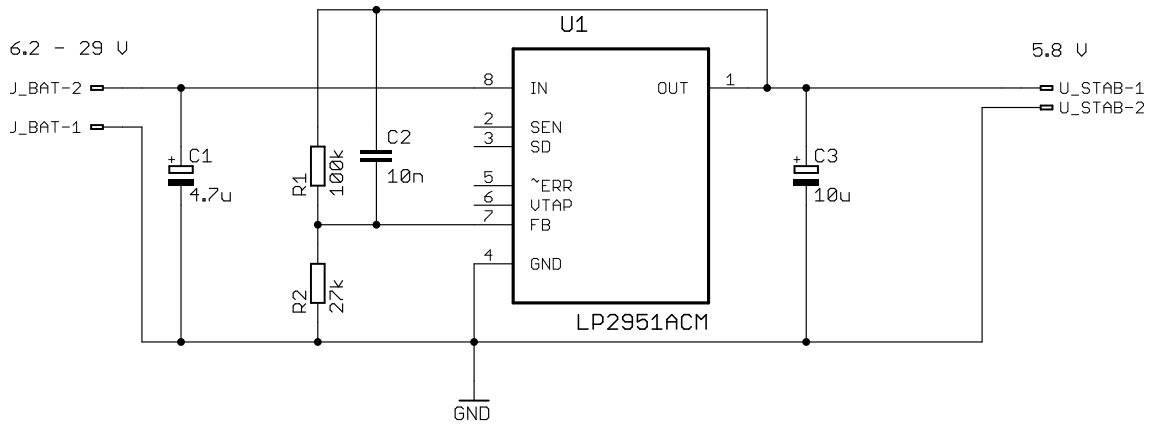 U1
6.2 - 29 V
5.8 V
J_BAT-2
8
IN
OUT
1
U_STAB-1
U_STAB-2
J_BAT-1
2
SEN
3
SD
C2
10n
+
C1
4.7u
R1
100k
5
~ERR
6
VTAP
7
FB
+
C3
10u
4
GND
R2
27k
LP2951ACM
GND